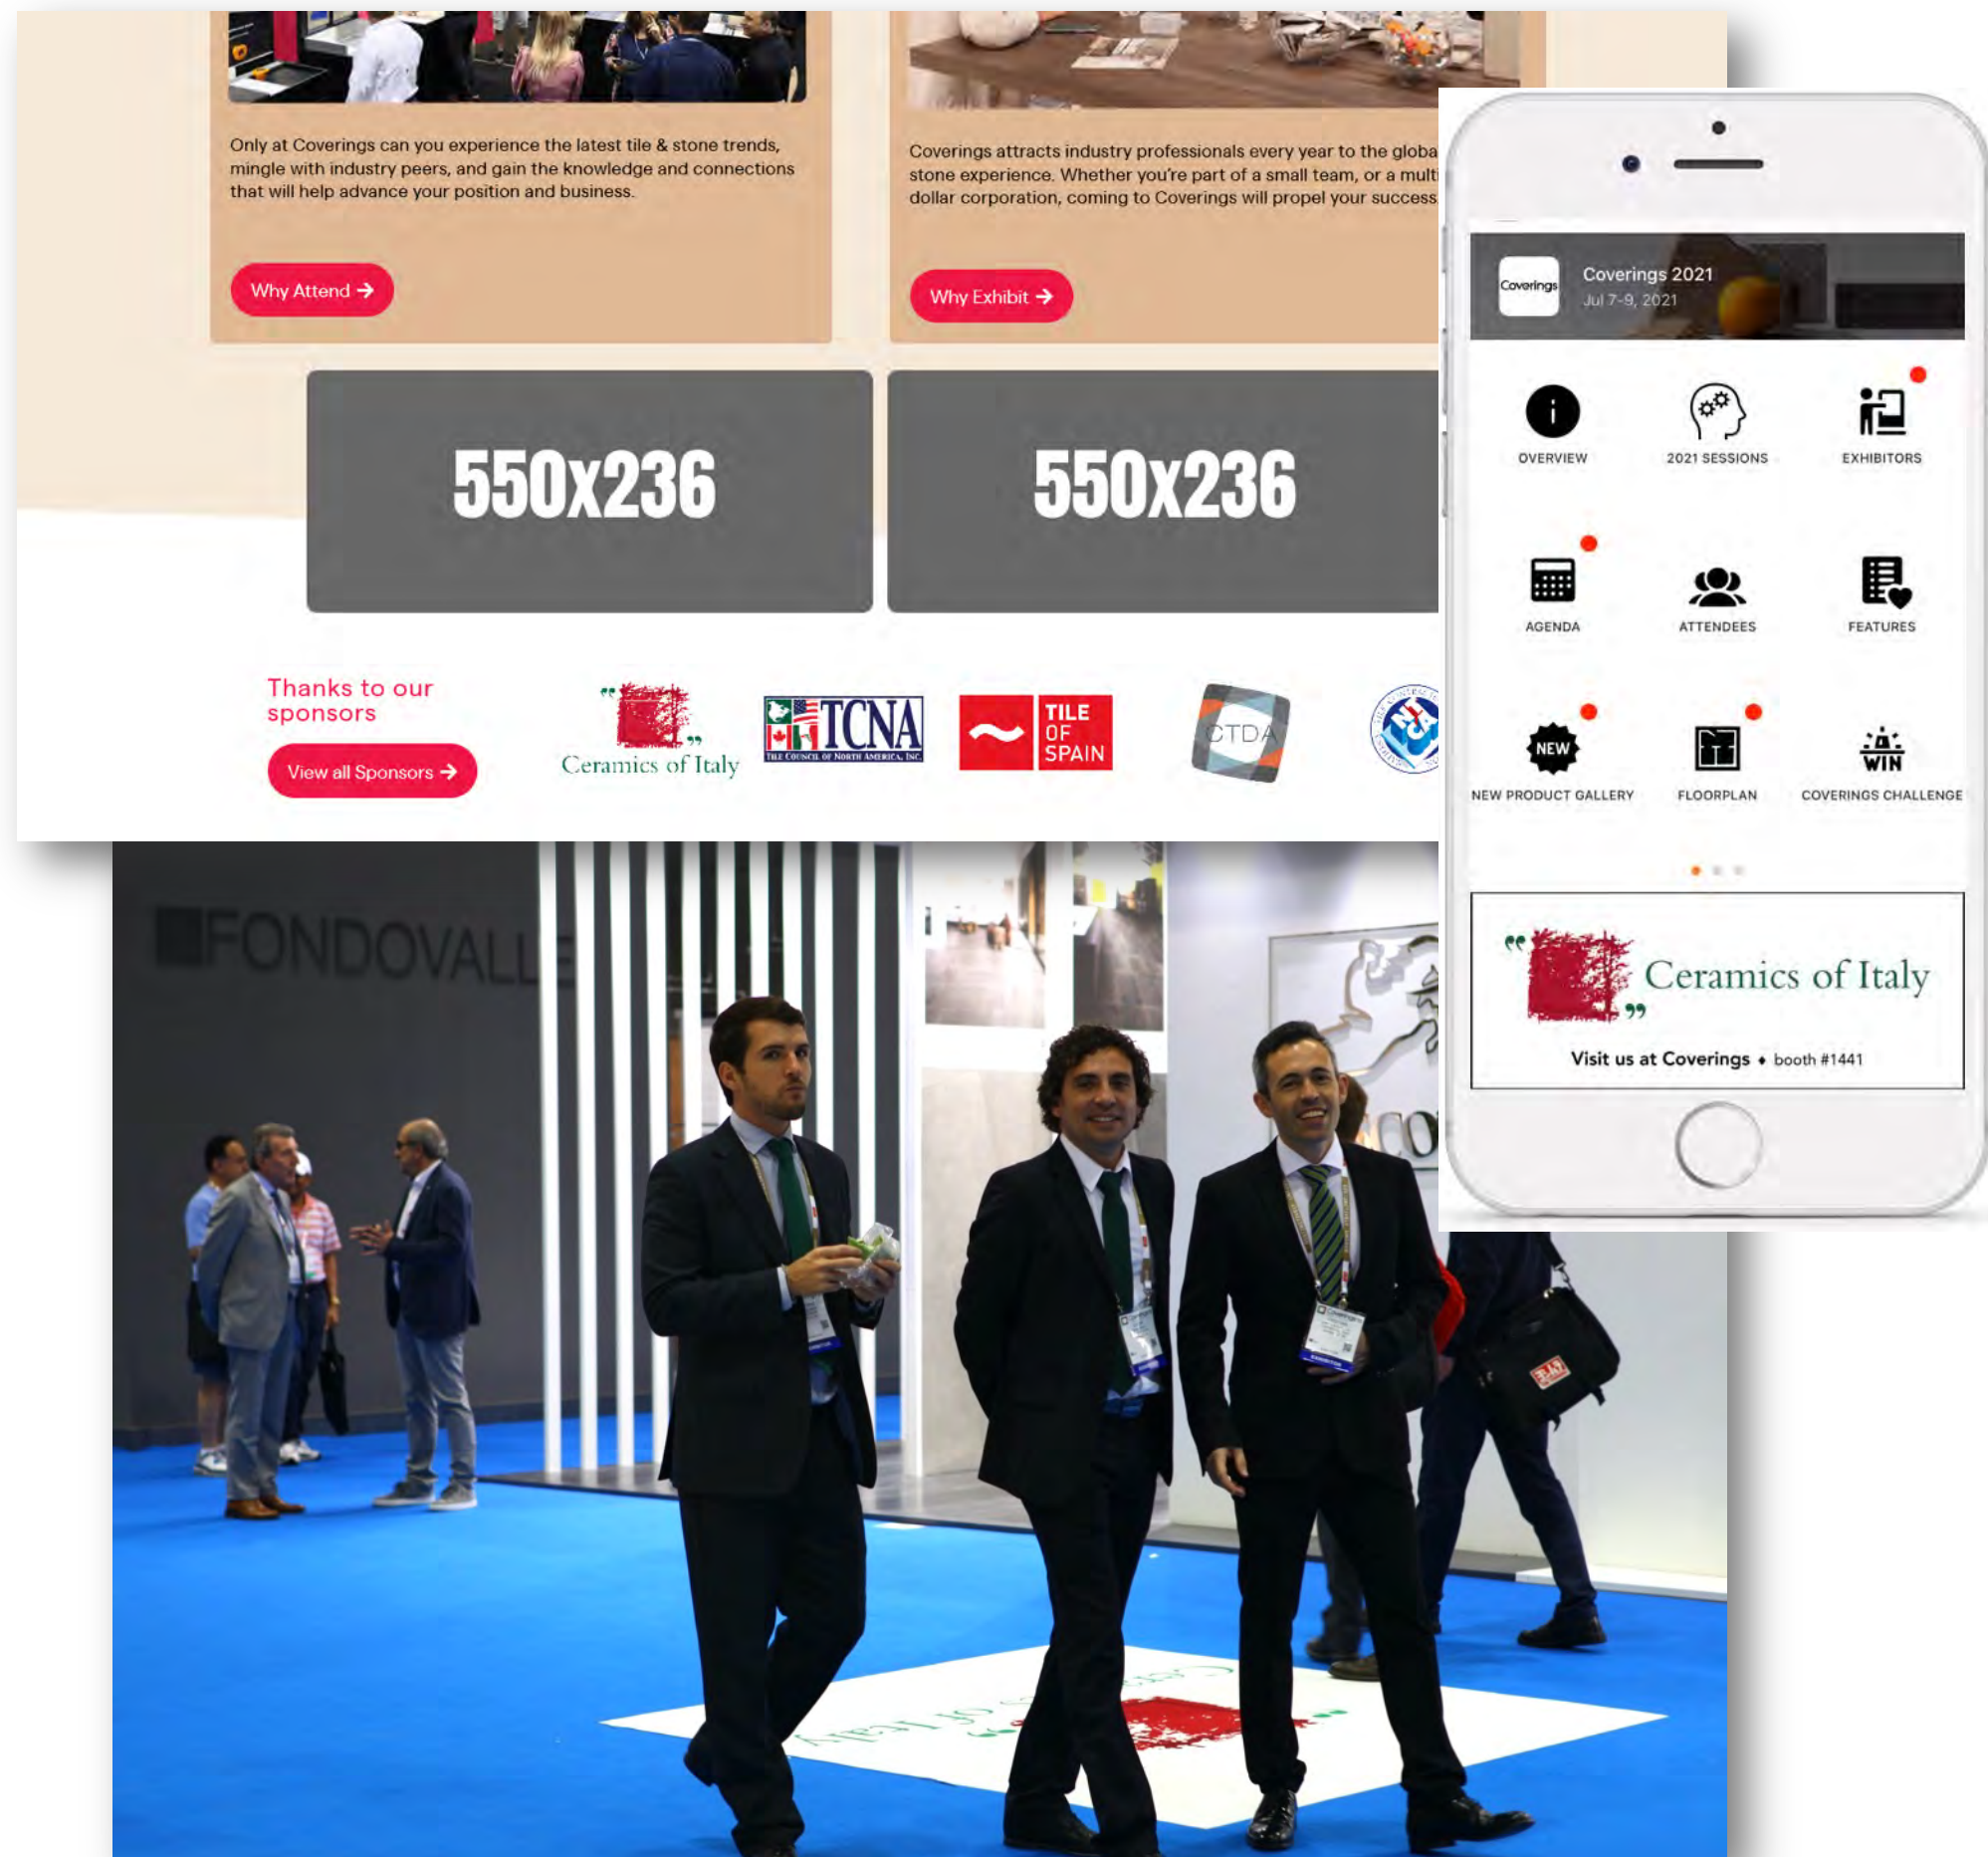 Only at Coverings can you experience the latest tile & stone trends,
mingle with industry peers, and gain the knowledge and connections
that will help advance your position and business.
Why Attend →
Coverings attracts industry professionals every year to the globa
stone experience. Whether you're part of a small team, or a mult
dollar corporation, coming to Coverings will propel your success
Why Exhibit →
550x236
550x236
Thanks to our
sponsors
View all Sponsors →
Ceramics of Italy
TCNA
TILE COUNCIL OF NORTH AMERICA, INC.
TILE
OF
SPAIN
CTDA
Coverings
Coverings 2021
Jul 7-9, 2021
OVERVIEW
2021 SESSIONS
EXHIBITORS
AGENDA
ATTENDEES
FEATURES
NEW
WIN
NEW PRODUCT GALLERY
FLOORPLAN
COVERINGS CHALLENGE
Ceramics of Italy
Visit us at Coverings ♦ booth #1441
FONDOVALLE
Ceramics of Italy